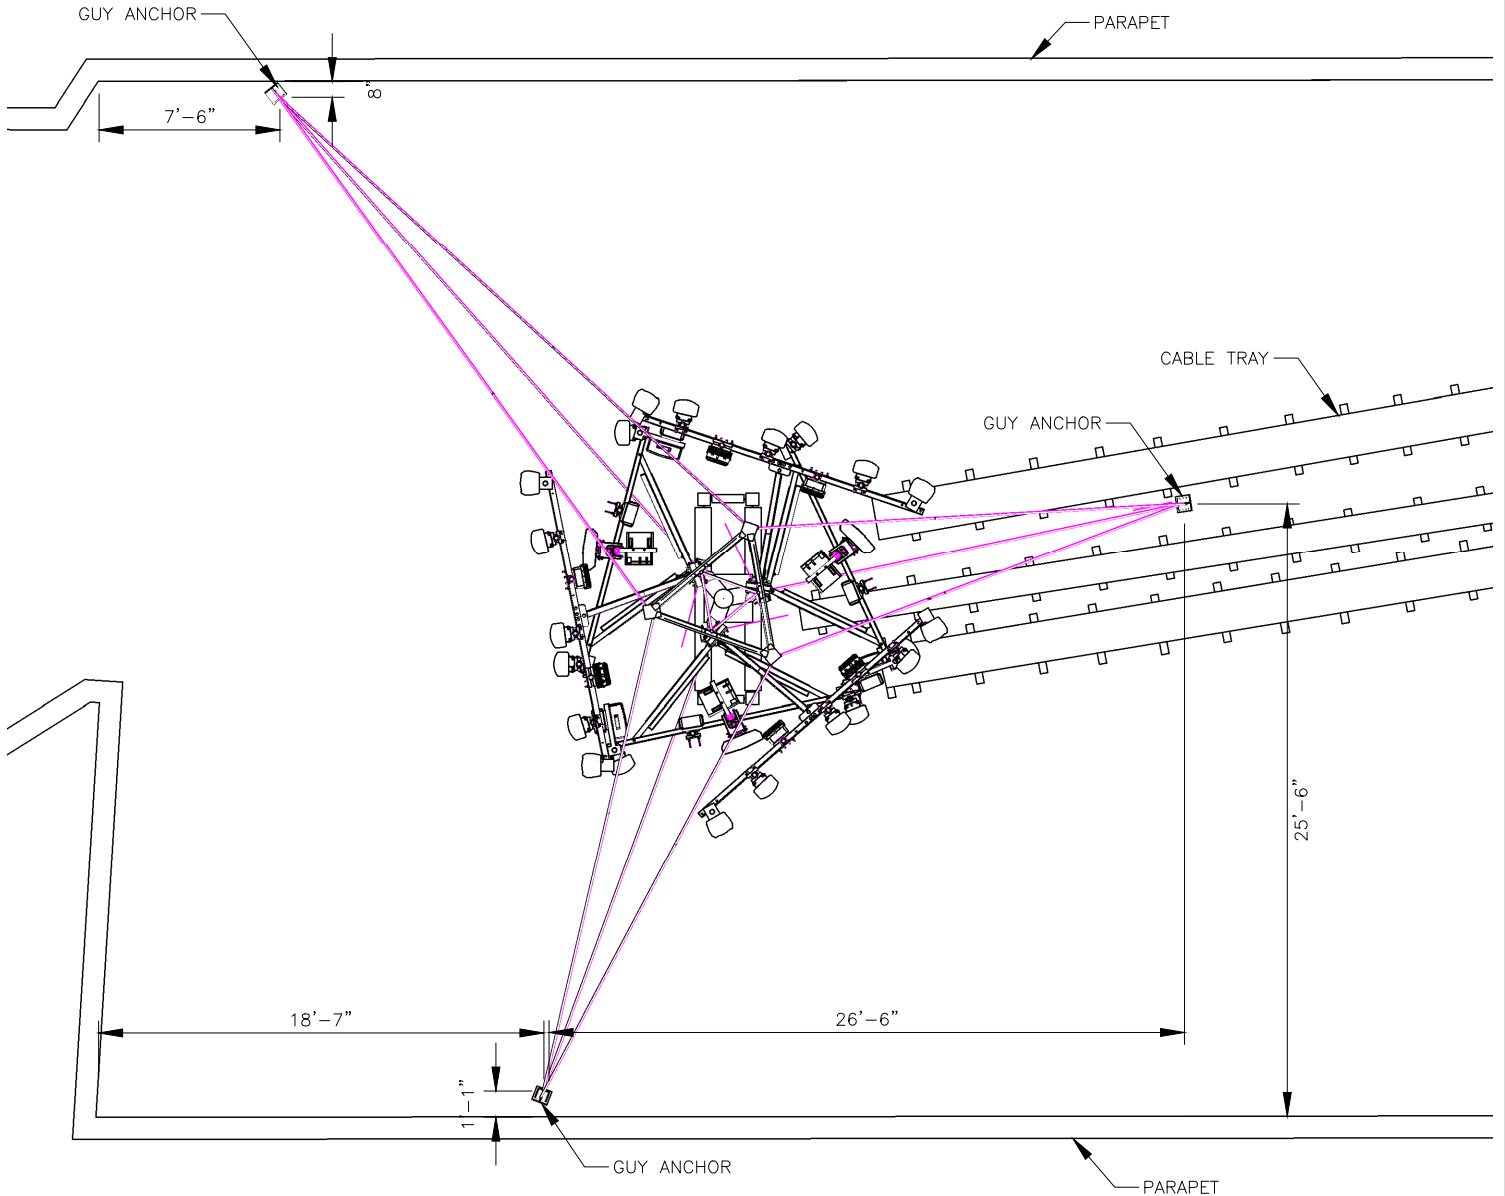 GUY ANCHOR
PARAPET
8”
7’–6”
CABLE TRAY
GUY ANCHOR
25’–6”
18’–7”
26’–6”
1’–1”
GUY ANCHOR
PARAPET